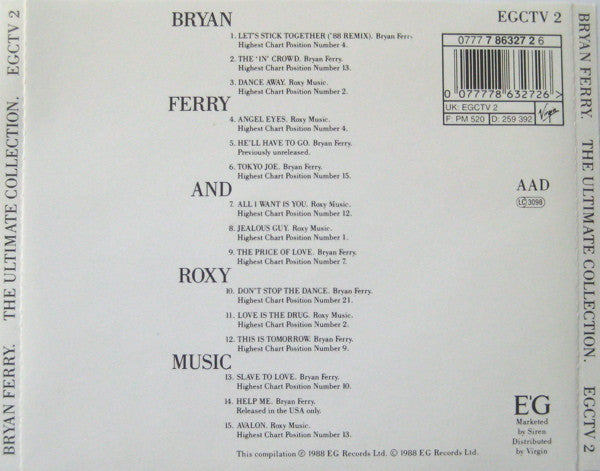 BRYAN FERRY. THE ULTIMATE COLLECTION. EGCTV 2
BRYAN
1. LET'S STICK TOGETHER ('88 REMIX). Bryan Ferry.
Highest Chart Position Number 4.
2. THE 'IN' CROWD. Bryan Ferry.
Highest Chart Position Number 13.
3. DANCE AWAY. Roxy Music.
Highest Chart Position Number 2.
FERRY
4. ANGEL EYES. Roxy Music.
Highest Chart Position Number 4.
5. HE'LL HAVE TO GO. Bryan Ferry.
Previously unreleased.
6. TOKYO JOE. Bryan Ferry.
Highest Chart Position Number 15.
AND
7. ALL I WANT IS YOU. Roxy Music.
Highest Chart Position Number 12.
8. JEALOUS GUY. Roxy Music.
Highest Chart Position Number 1.
9. THE PRICE OF LOVE. Bryan Ferry.
Highest Chart Position Number 7.
ROXY
10. DON'T STOP THE DANCE. Bryan Ferry.
Highest Chart Position Number 21.
11. LOVE IS THE DRUG. Roxy Music.
Highest Chart Position Number 2.
12. THIS IS TOMORROW. Bryan Ferry.
Highest Chart Position Number 9.
MUSIC
13. SLAVE TO LOVE. Bryan Ferry.
Highest Chart Position Number 10.
14. HELP ME. Bryan Ferry.
Released in the USA only.
15. AVALON. Roxy Music.
Highest Chart Position Number 13.
This compilation ℗ 1988 E·G Records Ltd. © 1988 E·G Records Ltd.
EGCTV 2
0777 7 86327 2 6
0 077778 632726
UK: EGCTV 2
F: PM 520 D: 259 392
Virgin
AAD
LC 3098
E'G
Marketed
by Siren
Distributed
by Virgin
BRYAN FERRY. THE ULTIMATE COLLECTION. EGCTV 2